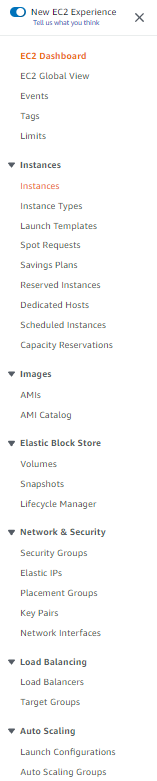 New EC2 Experience
Tell us what you think
EC2 Dashboard
EC2 Global View
Events
Tags
Limits
Instances
Instances
Instance Types
Launch Templates
Spot Requests
Savings Plans
Reserved Instances
Dedicated Hosts
Scheduled Instances
Capacity Reservations
Images
AMIs
AMI Catalog
Elastic Block Store
Volumes
Snapshots
Lifecycle Manager
Network & Security
Security Groups
Elastic IPs
Placement Groups
Key Pairs
Network Interfaces
Load Balancing
Load Balancers
Target Groups
Auto Scaling
Launch Configurations
Auto Scaling Groups